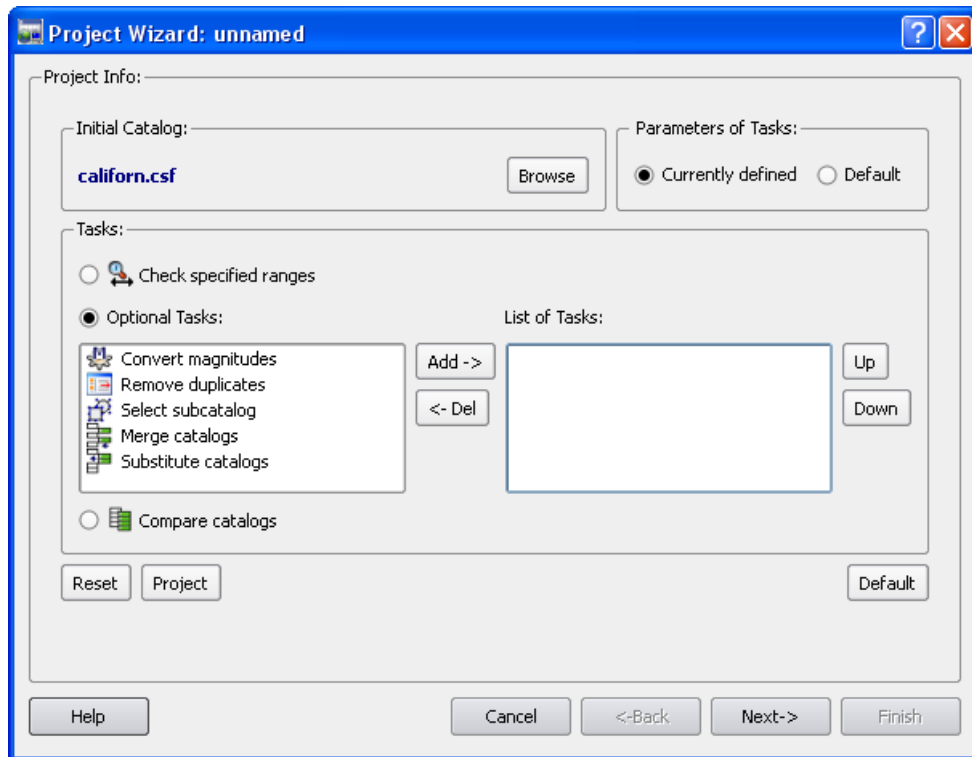 Project Wizard: unnamed
Project Info:
Initial Catalog:
californ.csf
Browse
Parameters of Tasks:
Currently defined
Default
Tasks:
Check specified ranges
Optional Tasks:
List of Tasks:
Convert magnitudes
Remove duplicates
Select subcatalog
Merge catalogs
Substitute catalogs
Add ->
<- Del
Up
Down
Compare catalogs
Reset
Project
Default
Help
Cancel
<-Back
Next->
Finish